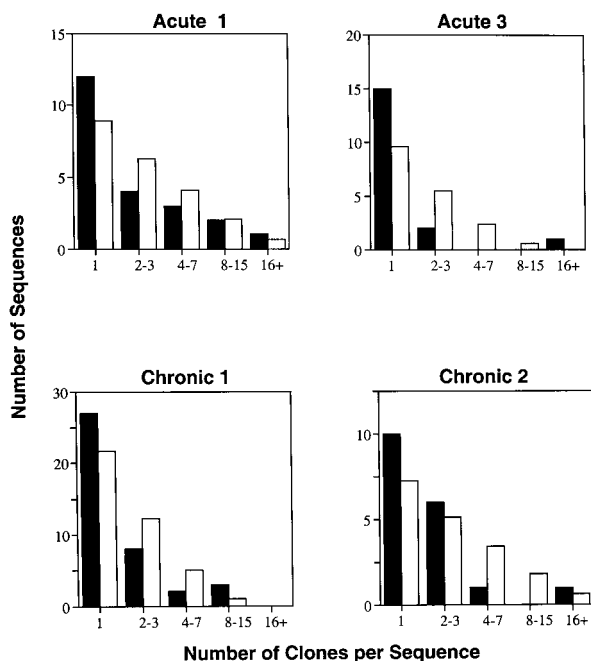 Acute 1
15
10
5
0
1 2-3 4-7 8-15 16+
Acute 3
20
15
10
5
0
1 2-3 4-7 8-15 16+
Number of Sequences
Chronic 1
30
20
10
0
1 2-3 4-7 8-15 16+
Chronic 2
10
5
0
1 2-3 4-7 8-15 16+
Number of Clones per Sequence